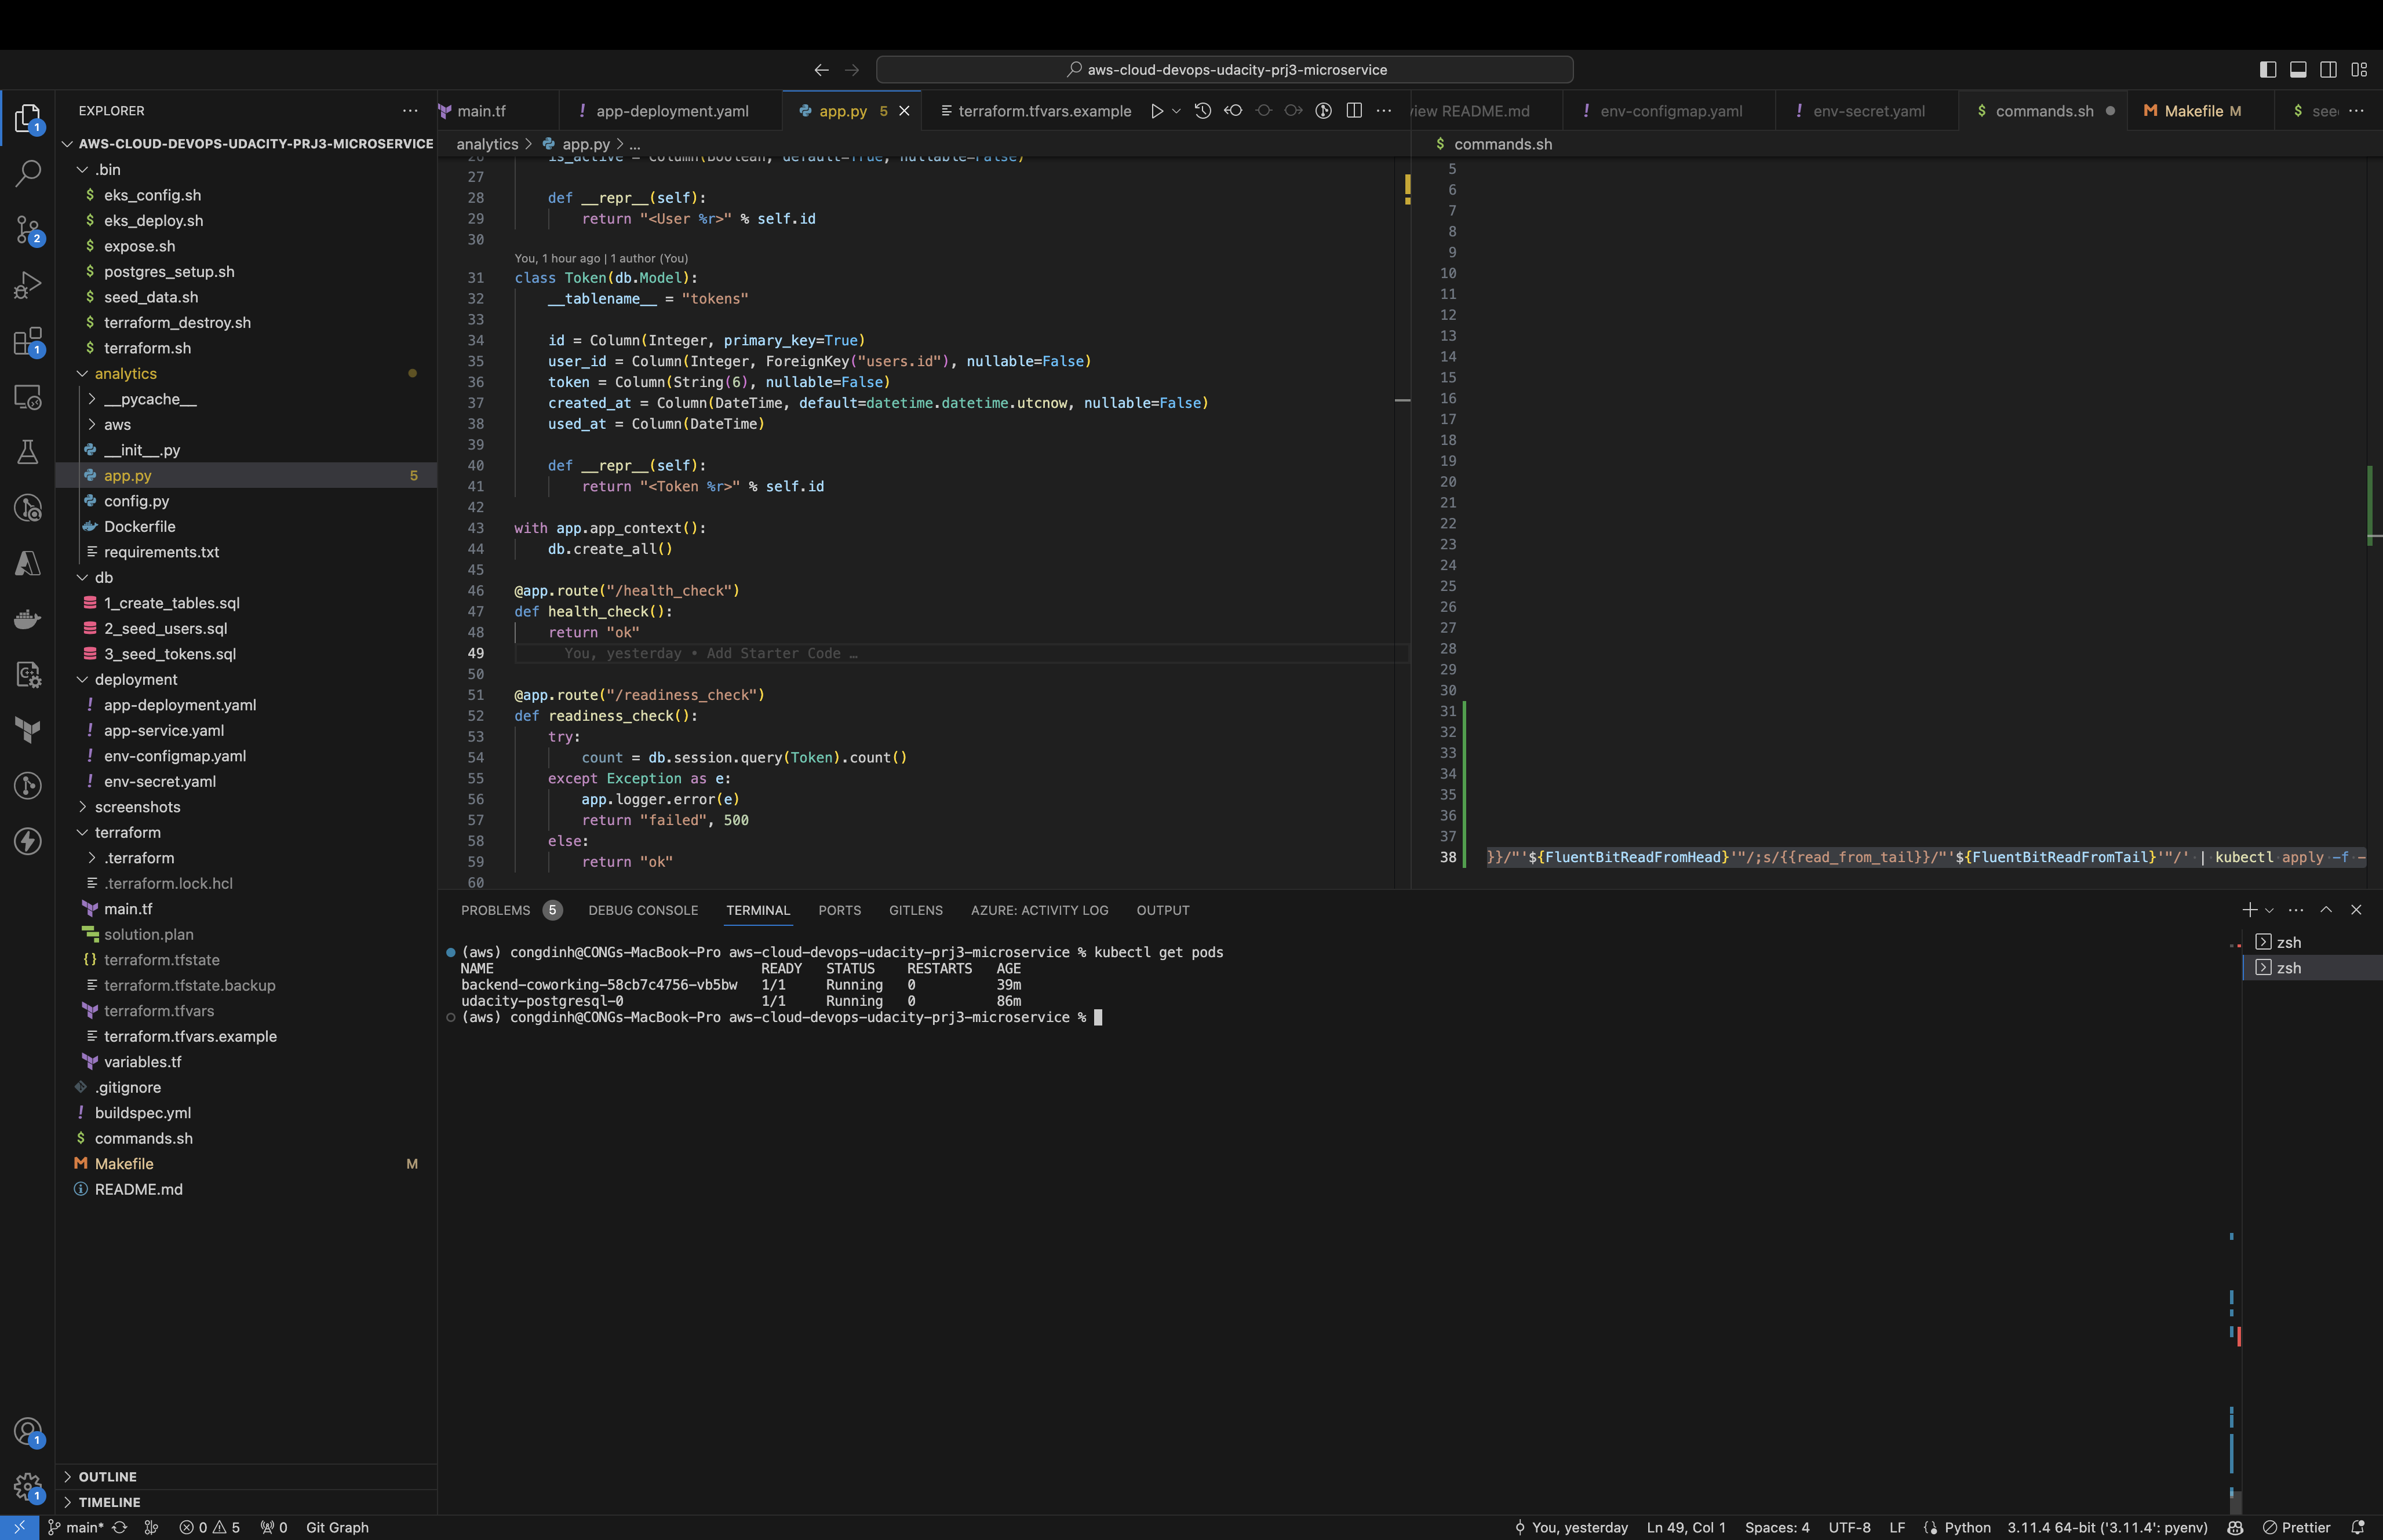 aws-cloud-devops-udacity-prj3-microservice
EXPLORER
AWS-CLOUD-DEVOPS-UDACITY-PRJ3-MICROSERVICE
.bin
$ eks_config.sh
$ eks_deploy.sh
$ expose.sh
$ postgres_setup.sh
$ seed_data.sh
$ terraform_destroy.sh
$ terraform.sh
analytics
__pycache__
aws
__init__.py
app.py 5
config.py
Dockerfile
requirements.txt
db
1_create_tables.sql
2_seed_users.sql
3_seed_tokens.sql
deployment
! app-deployment.yaml
! app-service.yaml
! env-configmap.yaml
! env-secret.yaml
screenshots
terraform
.terraform
.terraform.lock.hcl
main.tf
solution.plan
{} terraform.tfstate
terraform.tfstate.backup
terraform.tfvars
terraform.tfvars.example
variables.tf
.gitignore
! buildspec.yml
$ commands.sh
M Makefile M
README.md
OUTLINE
TIMELINE
1
2
1
1
1
main.tf
! app-deployment.yaml
app.py 5
terraform.tfvars.example
view README.md
! env-configmap.yaml
! env-secret.yaml
$ commands.sh
M Makefile M
$ see
analytics > app.py > ...
26 is_active = Column(Boolean, default=True, nullable=False)
27
28 def __repr__(self):
29 return "<User %r>" % self.id
30
You, 1 hour ago | 1 author (You)
31 class Token(db.Model):
32 __tablename__ = "tokens"
33
34 id = Column(Integer, primary_key=True)
35 user_id = Column(Integer, ForeignKey("users.id"), nullable=False)
36 token = Column(String(6), nullable=False)
37 created_at = Column(DateTime, default=datetime.datetime.utcnow, nullable=False)
38 used_at = Column(DateTime)
39
40 def __repr__(self):
41 return "<Token %r>" % self.id
42
43 with app.app_context():
44 db.create_all()
45
46 @app.route("/health_check")
47 def health_check():
48 return "ok"
49 You, yesterday • Add Starter Code …
50
51 @app.route("/readiness_check")
52 def readiness_check():
53 try:
54 count = db.session.query(Token).count()
55 except Exception as e:
56 app.logger.error(e)
57 return "failed", 500
58 else:
59 return "ok"
60
$ commands.sh
5
6
7
8
9
10
11
12
13
14
15
16
17
18
19
20
21
22
23
24
25
26
27
28
29
30
31
32
33
34
35
36
37
38 }}/"'${FluentBitReadFromHead}'"/;s/{{read_from_tail}}/"'${FluentBitReadFromTail}'"/' | kubectl apply -f -
PROBLEMS 5 DEBUG CONSOLE TERMINAL PORTS GITLENS AZURE: ACTIVITY LOG OUTPUT
(aws) congdinh@CONGs-MacBook-Pro aws-cloud-devops-udacity-prj3-microservice % kubectl get pods
NAME READY STATUS RESTARTS AGE
backend-coworking-58cb7c4756-vb5bw 1/1 Running 0 39m
udacity-postgresql-0 1/1 Running 0 86m
(aws) congdinh@CONGs-MacBook-Pro aws-cloud-devops-udacity-prj3-microservice %
zsh
zsh
main* 0 5 0 Git Graph
You, yesterday Ln 49, Col 1 Spaces: 4 UTF-8 LF Python 3.11.4 64-bit ('3.11.4': pyenv) Prettier